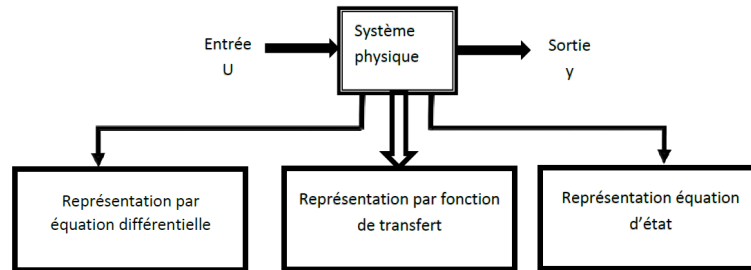 Système
physique
Entrée
U
Sortie
y
Représentation par
équation différentielle
Représentation par fonction
de transfert
Représentation équation
d'état